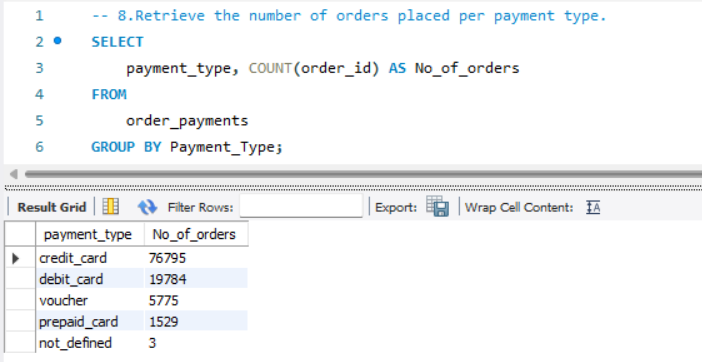 1 -- 8.Retrieve the number of orders placed per payment type.
2 SELECT
3 payment_type, COUNT(order_id) AS No_of_orders
4 FROM
5 order_payments
6 GROUP BY Payment_Type;
Result Grid Filter Rows: Export: Wrap Cell Content: IA
payment_type No_of_orders
credit_card 76795
debit_card 19784
voucher 5775
prepaid_card 1529
not_defined 3